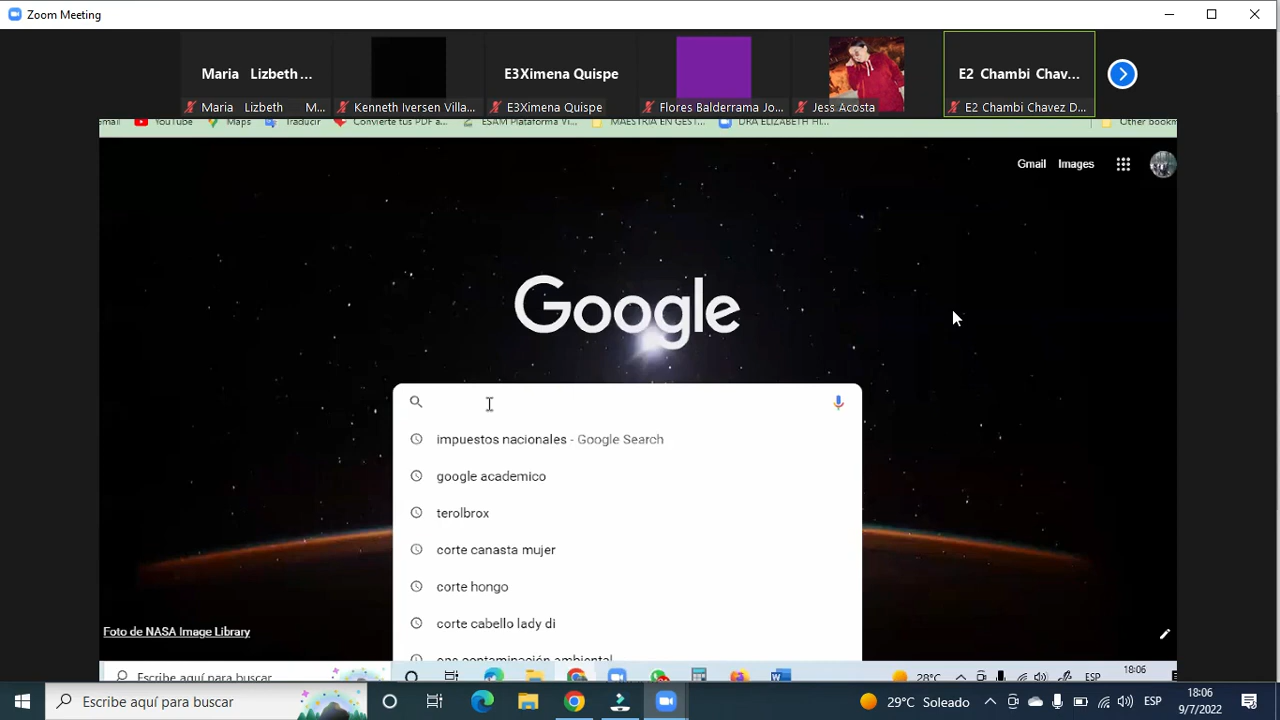 Zoom Meeting
Maria Lizbeth...
E3Ximena Quispe
E2 Chambi Chav...
Maria Lizbeth M...
Kenneth Iversen Villa...
E3Ximena Quispe
Flores Balderrama Jo...
Jess Acosta
E2 Chambi Chavez D...
YouTube
Maps
Traducir
Convierte tus PDF a...
ESAM Plataforma Vi...
MAESTRIA EN GEST...
DRA ELIZABETH HI...
Gmail
Images
Google
impuestos nacionales - Google Search
google academico
terolbrox
corte canasta mujer
corte hongo
corte cabello lady di
contaminación ambiental
Foto de NASA Image Library
Escribe aquí para buscar
28°C
ESP
18:06
Escribe aquí para buscar
29°C Soleado
ESP
18:06
9/7/2022